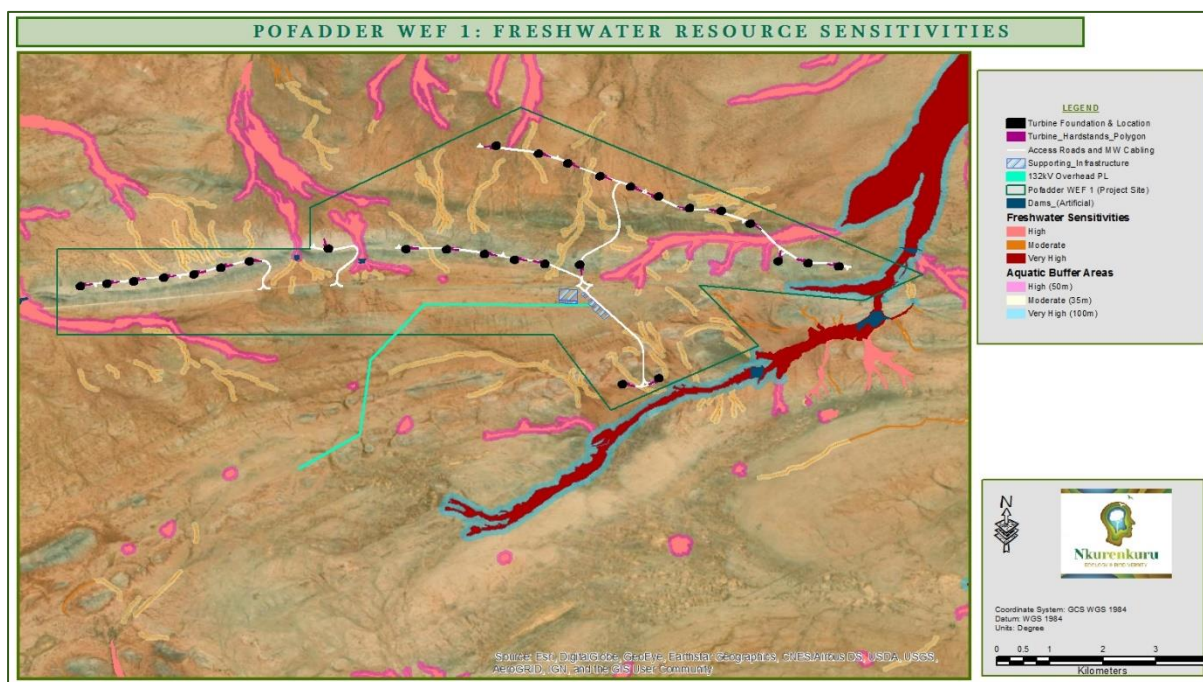 POFADDER WEF 1: FRESHWATER RESOURCE SENSITIVITIES
LEGEND
Turbine Foundation & Location
Turbine_Hardstands_Polygon
Access Roads and MW Cabling
Supporting_Infrastructure
132kV Overhead PL
Pofadder WEF 1 (Project Site)
Dams_(Artificial)
Freshwater Sensitivities
High
Moderate
Very High
Aquatic Buffer Areas
High (50m)
Moderate (35m)
Very High (100m)
N
Nkurenkuru
ECOLOGY & BIODIVERSITY
Coordinate System: GCS WGS 1984
Datum: WGS 1984
Units: Degree
0 0.5 1 2 3
Kilometers
Source: Esri, DigitalGlobe, GeoEye, Earthstar Geographics, CNES/Airbus DS, USDA, USGS,
AeroGRID, IGN, and the GIS User Community